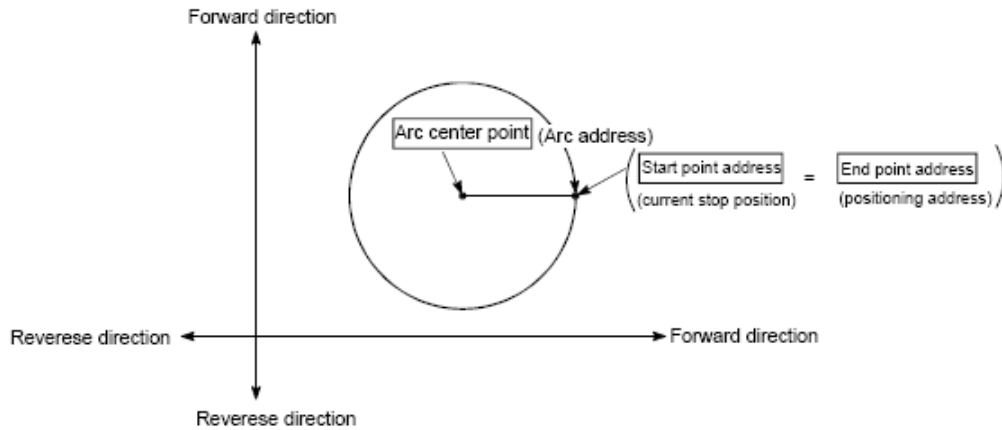 Forward direction
Arc center point (Arc address)
( Start point address = End point address )
(current stop position) (positioning address)
Reverese direction
Forward direction
Reverese direction